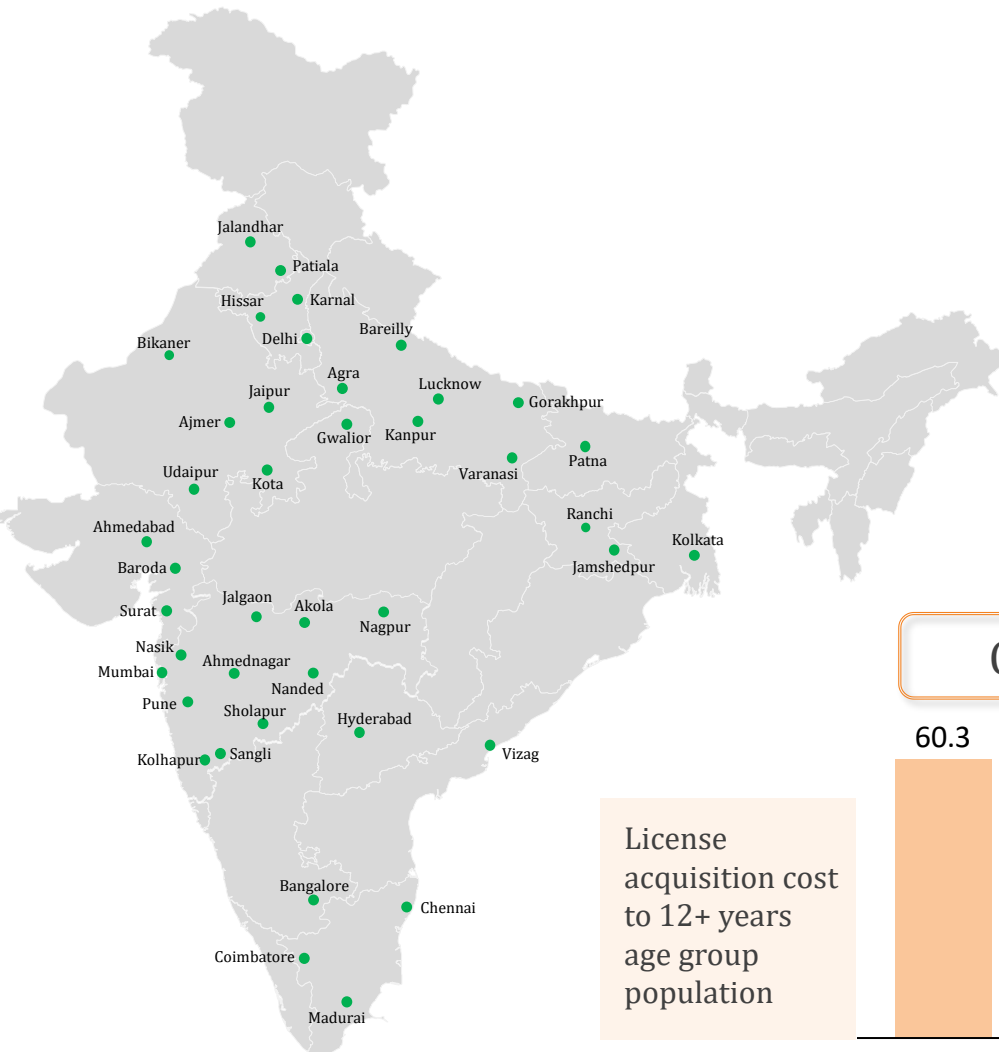 Jalandhar
Patiala
Hissar
Karnal
Delhi
Bareilly
Bikaner
Agra
Lucknow
Jaipur
Gorakhpur
Ajmer
Gwalior
Kanpur
Patna
Varanasi
Udaipur
Kota
Ranchi
Ahmedabad
Kolkata
Jamshedpur
Baroda
Jalgaon
Akola
Surat
Nagpur
Nasik
Ahmednagar
Mumbai
Nanded
Pune
Sholapur
Hyderabad
Kolhapur
Sangli
Vizag
60.3
License
acquisition cost
to 12+ years
age group
population
Bangalore
Chennai
Coimbatore
Madurai